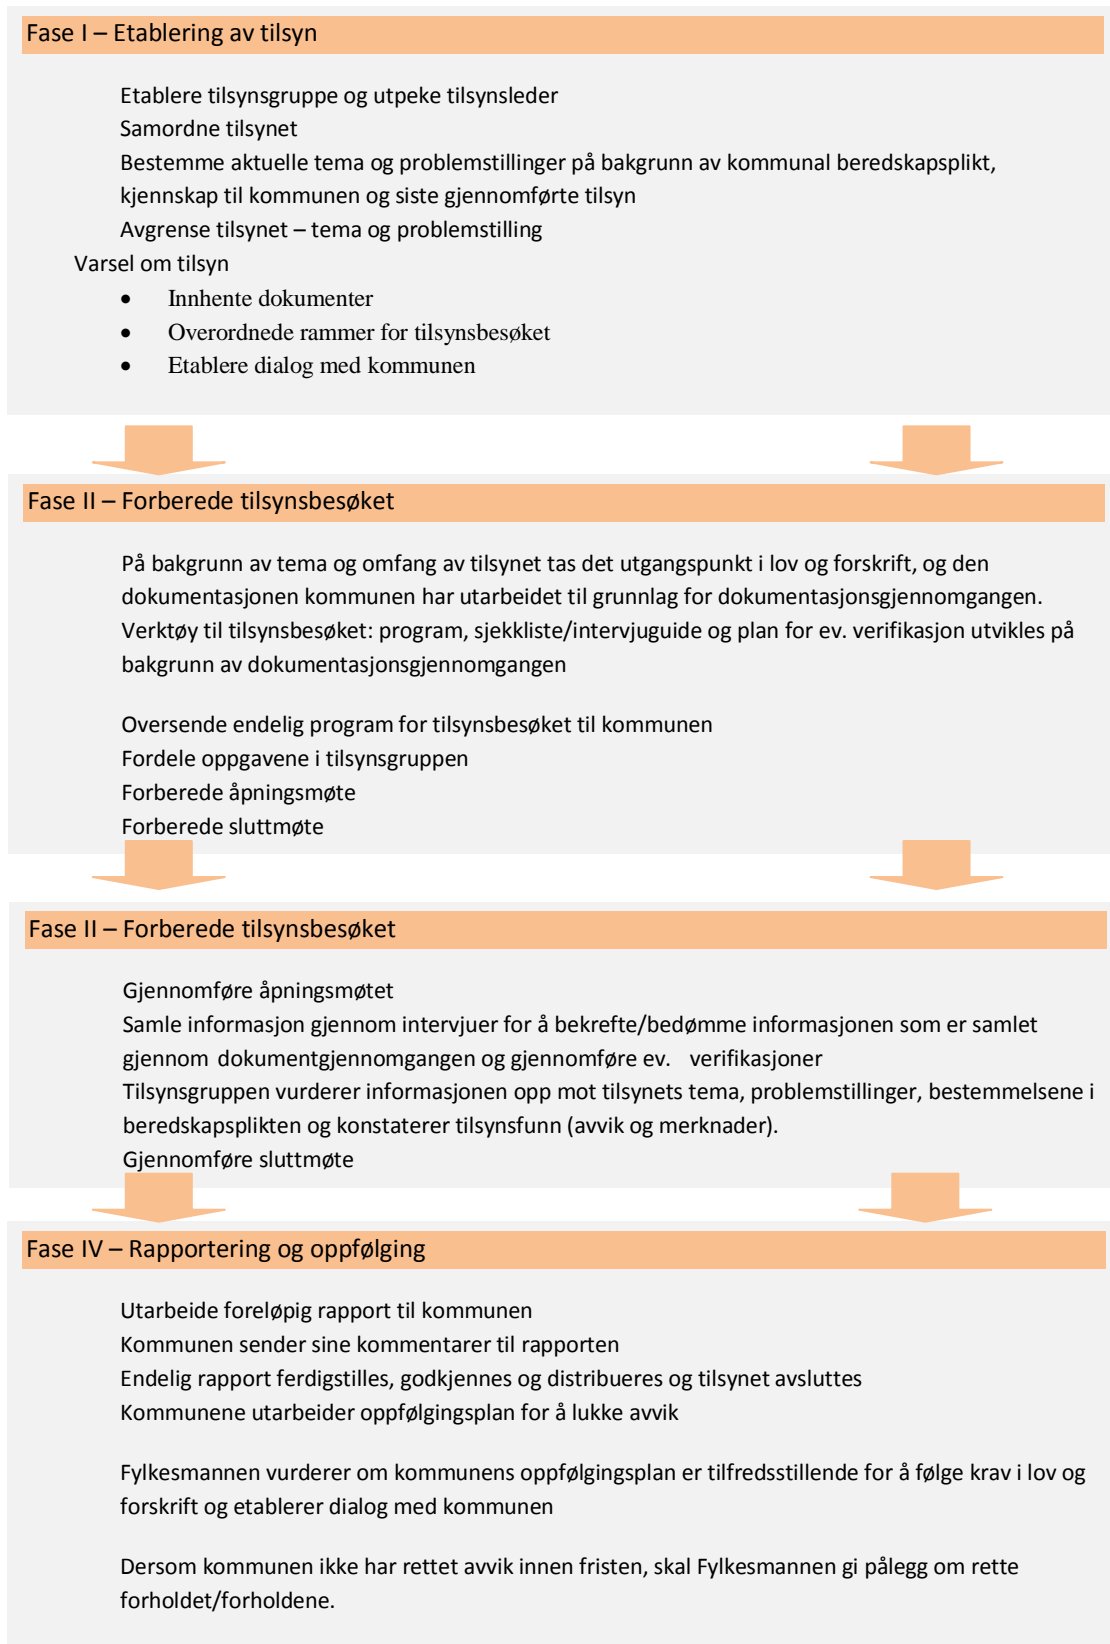 Fase I – Etablering av tilsyn
Etablere tilsynsgruppe og utpeke tilsynsleder
Samordne tilsynet
Bestemme aktuelle tema og problemstillinger på bakgrunn av kommunal beredskapsplikt,
kjennskap til kommunen og siste gjennomførte tilsyn
Avgrense tilsynet – tema og problemstilling
Varsel om tilsyn
• Innhente dokumenter
• Overordnede rammer for tilsynsbesøket
• Etablere dialog med kommunen
Fase II – Forberede tilsynsbesøket
På bakgrunn av tema og omfang av tilsynet tas det utgangspunkt i lov og forskrift, og den
dokumentasjonen kommunen har utarbeidet til grunnlag for dokumentasjonsgjennomgangen.
Verktøy til tilsynsbesøket: program, sjekkliste/intervjuguide og plan for ev. verifikasjon utvikles på
bakgrunn av dokumentasjonsgjennomgangen
Oversende endelig program for tilsynsbesøket til kommunen
Fordele oppgavene i tilsynsgruppen
Forberede åpningsmøte
Forberede sluttmøte
Fase II – Forberede tilsynsbesøket
Gjennomføre åpningsmøtet
Samle informasjon gjennom intervjuer for å bekrefte/bedømme informasjonen som er samlet
gjennom dokumentgjennomgangen og gjennomføre ev. verifikasjoner
Tilsynsgruppen vurderer informasjonen opp mot tilsynets tema, problemstillinger, bestemmelsene i
beredskapsplikten og konstaterer tilsynsfunn (avvik og merknader).
Gjennomføre sluttmøte
Fase IV – Rapportering og oppfølging
Utarbeide foreløpig rapport til kommunen
Kommunen sender sine kommentarer til rapporten
Endelig rapport ferdigstilles, godkjennes og distribueres og tilsynet avsluttes
Kommunene utarbeider oppfølgingsplan for å lukke avvik
Fylkesmannen vurderer om kommunens oppfølgingsplan er tilfredsstillende for å følge krav i lov og
forskrift og etablerer dialog med kommunen
Dersom kommunen ikke har rettet avvik innen fristen, skal Fylkesmannen gi pålegg om rette
forholdet/forholdene.